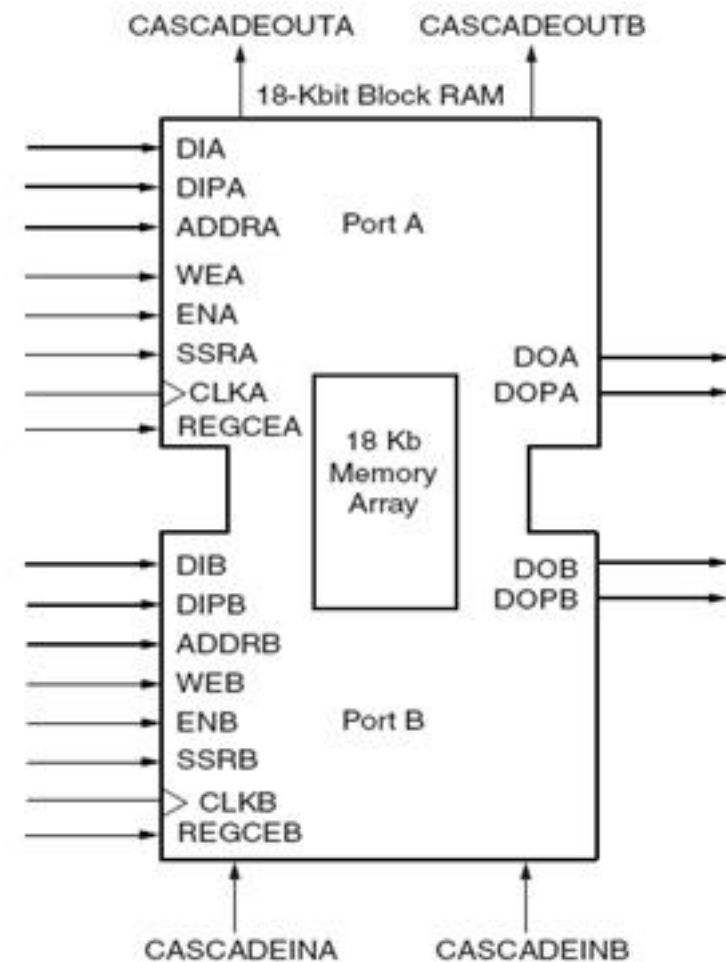 CASCADEOUTA CASCADEOUTB
18-Kbit Block RAM
DIA
DIPA
ADDRA Port A
WEA
ENA
SSRA DOA
CLKA DOPA
REGCEA
18 Kb
Memory
Array
DIB DOB
DIPB DOPB
ADDRB
WEB
ENB Port B
SSRB
CLKB
REGCEB
CASCADEINA CASCADEINB